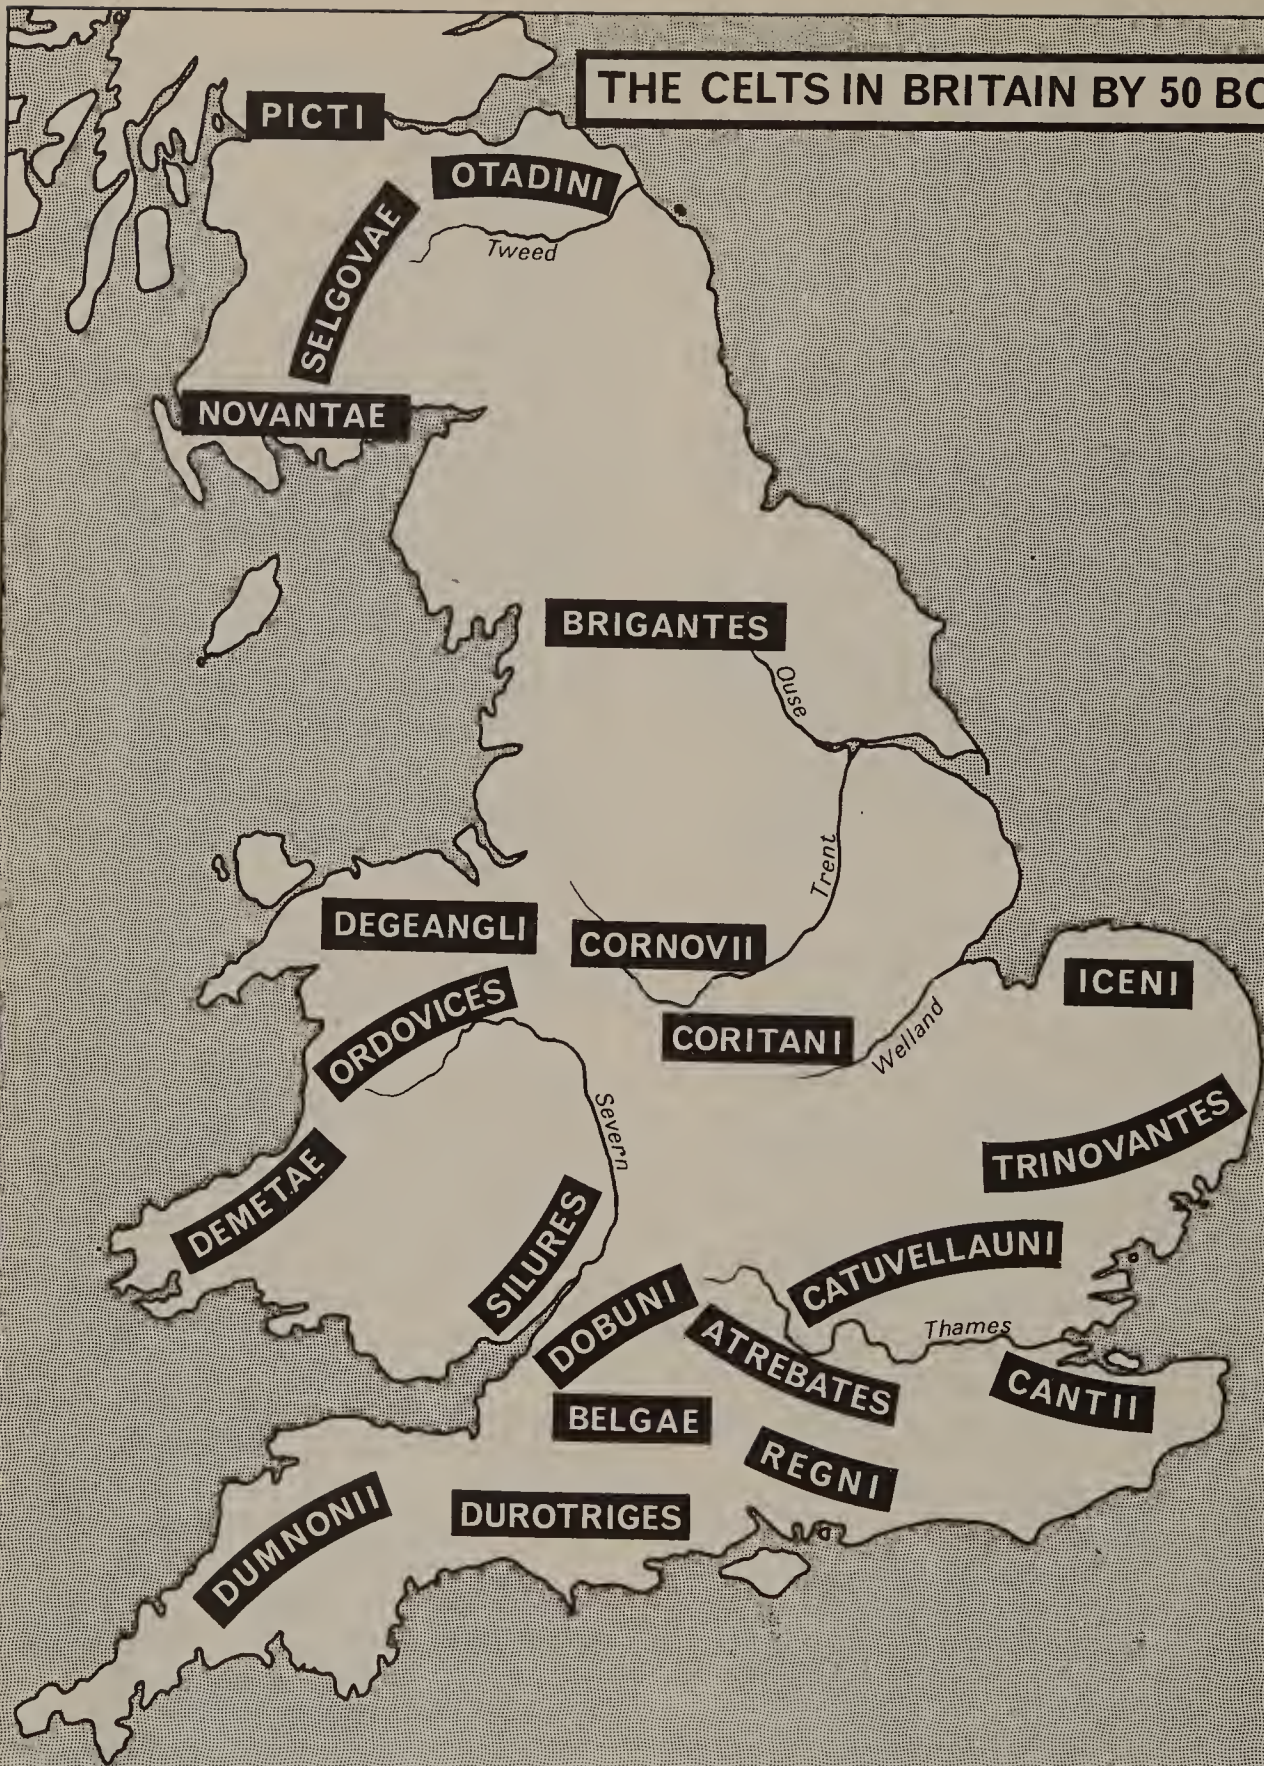 THE CELTS IN BRITAIN BY 50 BC
PICTI
OTADINI
SELGOVAE
Tweed
NOVANTAE
BRIGANTES
Ouse
Trent
DEGEANGLI
CORNOVII
ICENI
ORDOVICES
CORITANI
Welland
Severn
TRINOVANTES
DEMETAE
SILURES
CATUVELLAUNI
DOBUNI
Thames
ATREBATES
CANTII
BELGAE
REGNI
DUROTRIGES
DUMNONII